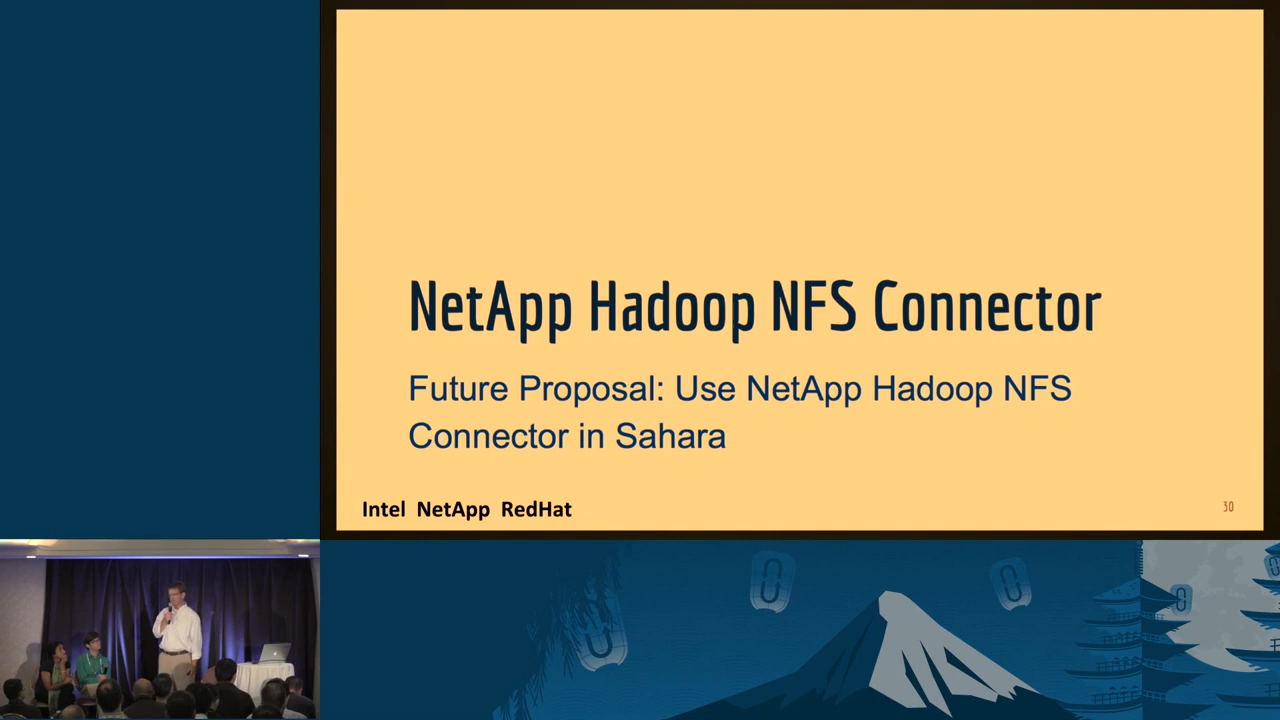 NetApp Hadoop NFS Connector
Future Proposal: Use NetApp Hadoop NFS
Connector in Sahara
Intel NetApp RedHat
30